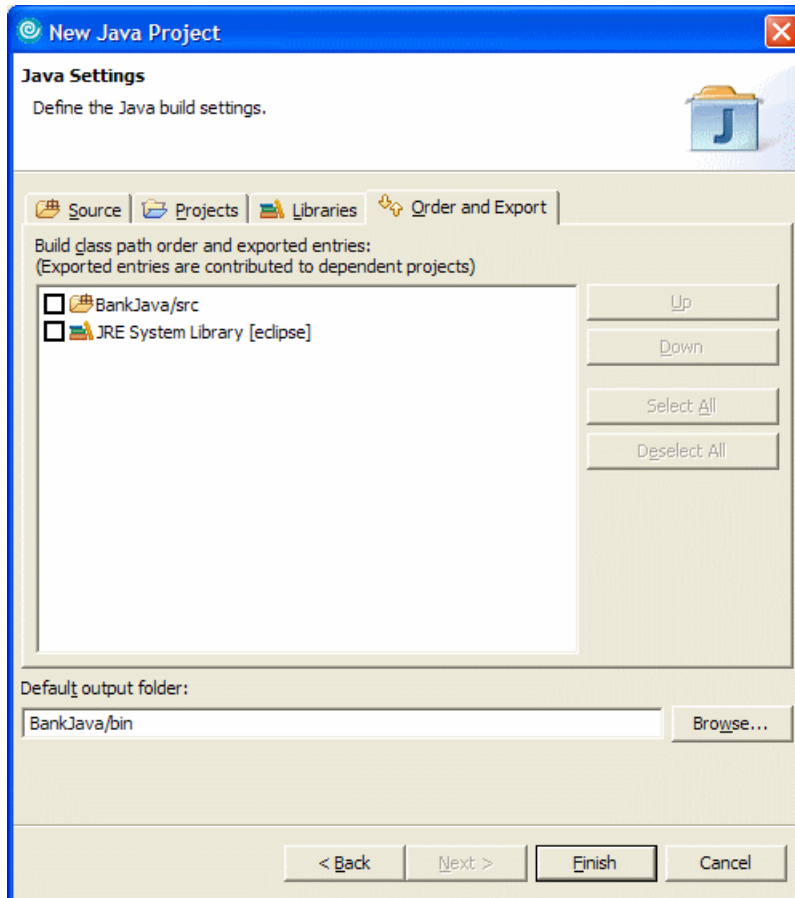 New Java Project
Java Settings
Define the Java build settings.
Source Projects Libraries Order and Export
Build class path order and exported entries:
(Exported entries are contributed to dependent projects)
BankJava/src
JRE System Library [eclipse]
Up
Down
Select All
Deselect All
Default output folder:
BankJava/bin
Browse...
< Back Next > Finish Cancel